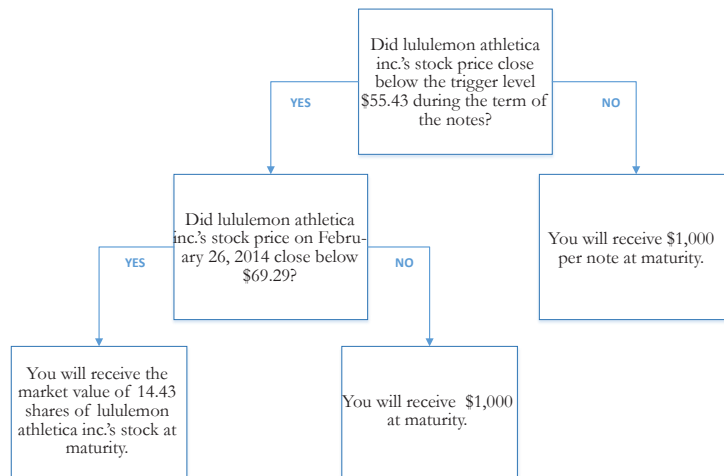 Did lululemon athletica
inc.'s stock price close
below the trigger level
$55.43 during the term of
the notes?
YES
NO
Did lululemon athletica
inc.'s stock price on Febru-
ary 26, 2014 close below
$69.29?
You will receive $1,000
per note at maturity.
YES
NO
You will receive the
market value of 14.43
shares of lululemon
athletica inc.'s stock at
maturity.
You will receive $1,000
at maturity.